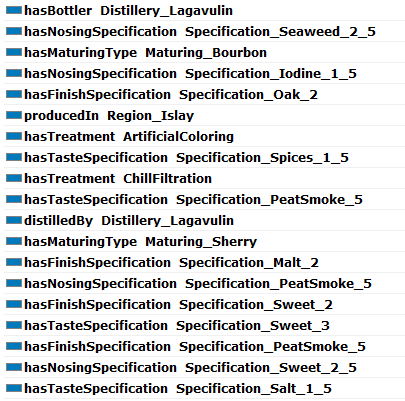 hasBottler Distillery_Lagavulin
hasNosingSpecification Specification_Seaweed_2_5
hasMaturingType Maturing_Bourbon
hasNosingSpecification Specification_Iodine_1_5
hasFinishSpecification Specification_Oak_2
producedIn Region_Islay
hasTreatment ArtificialColoring
hasTasteSpecification Specification_Spices_1_5
hasTreatment ChillFiltration
hasTasteSpecification Specification_PeatSmoke_5
distilledBy Distillery_Lagavulin
hasMaturingType Maturing_Sherry
hasFinishSpecification Specification_Malt_2
hasNosingSpecification Specification_PeatSmoke_5
hasFinishSpecification Specification_Sweet_2
hasTasteSpecification Specification_Sweet_3
hasFinishSpecification Specification_PeatSmoke_5
hasNosingSpecification Specification_Sweet_2_5
hasTasteSpecification Specification_Salt_1_5